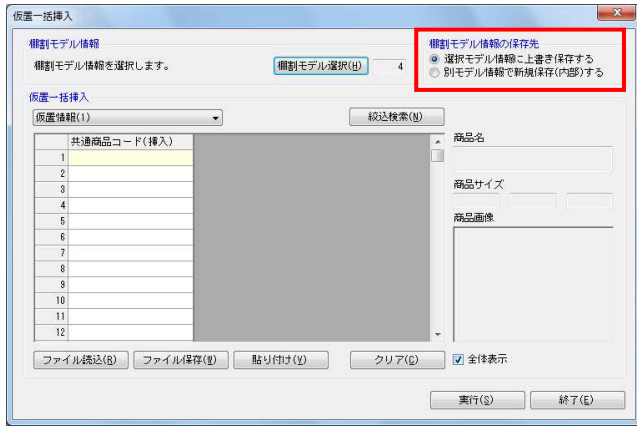 仮置一括挿入
棚割モデル情報
棚割モデル情報を選択します。
棚割モデル選択(H)
4
棚割モデル情報の保存先
選択モデル情報に上書き保存する
別モデル情報で新規保存(内部)する
仮置一括挿入
仮置情報(1)
絞込検索(N)
共通商品コード(挿入)
1
2
3
4
5
6
7
8
9
10
11
12
商品名
商品サイズ
商品画像
ファイル読込(R)
ファイル保存(W)
貼り付け(V)
クリア(C)
全体表示
実行(S)
終了(E)